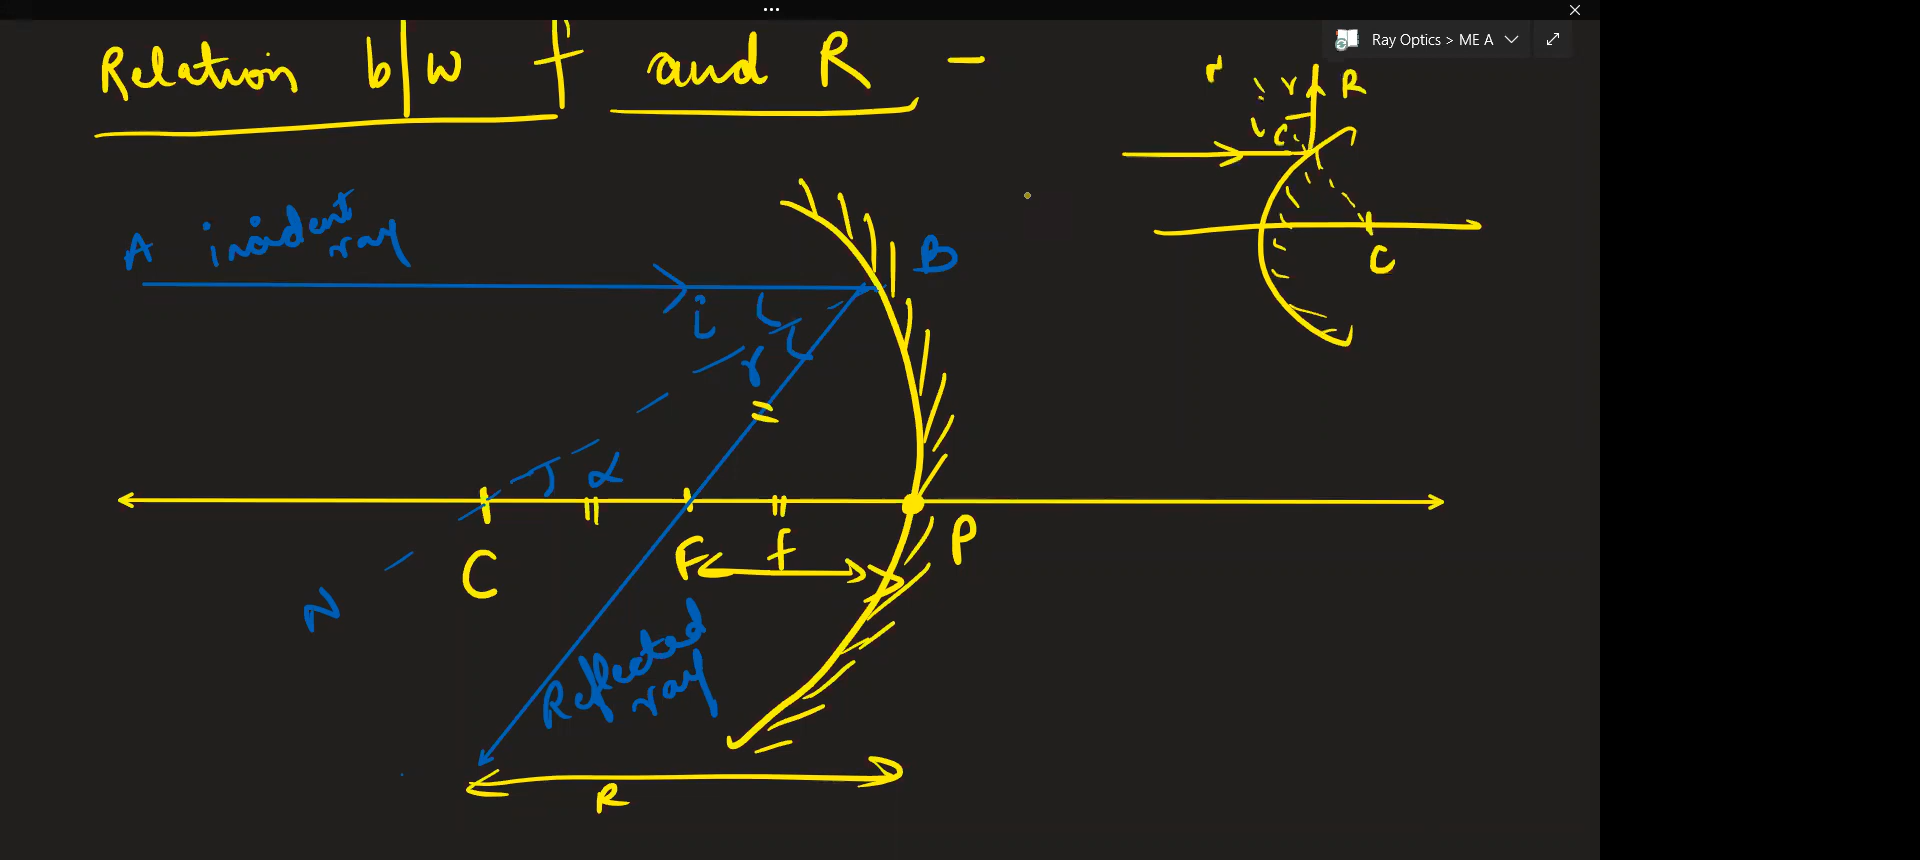 Relation b/w f and R -
Ray Optics > ME A
r
i r R
i
C
A incident
ray
B
i
r
α
C
F
f
P
N
Reflected
ray
R